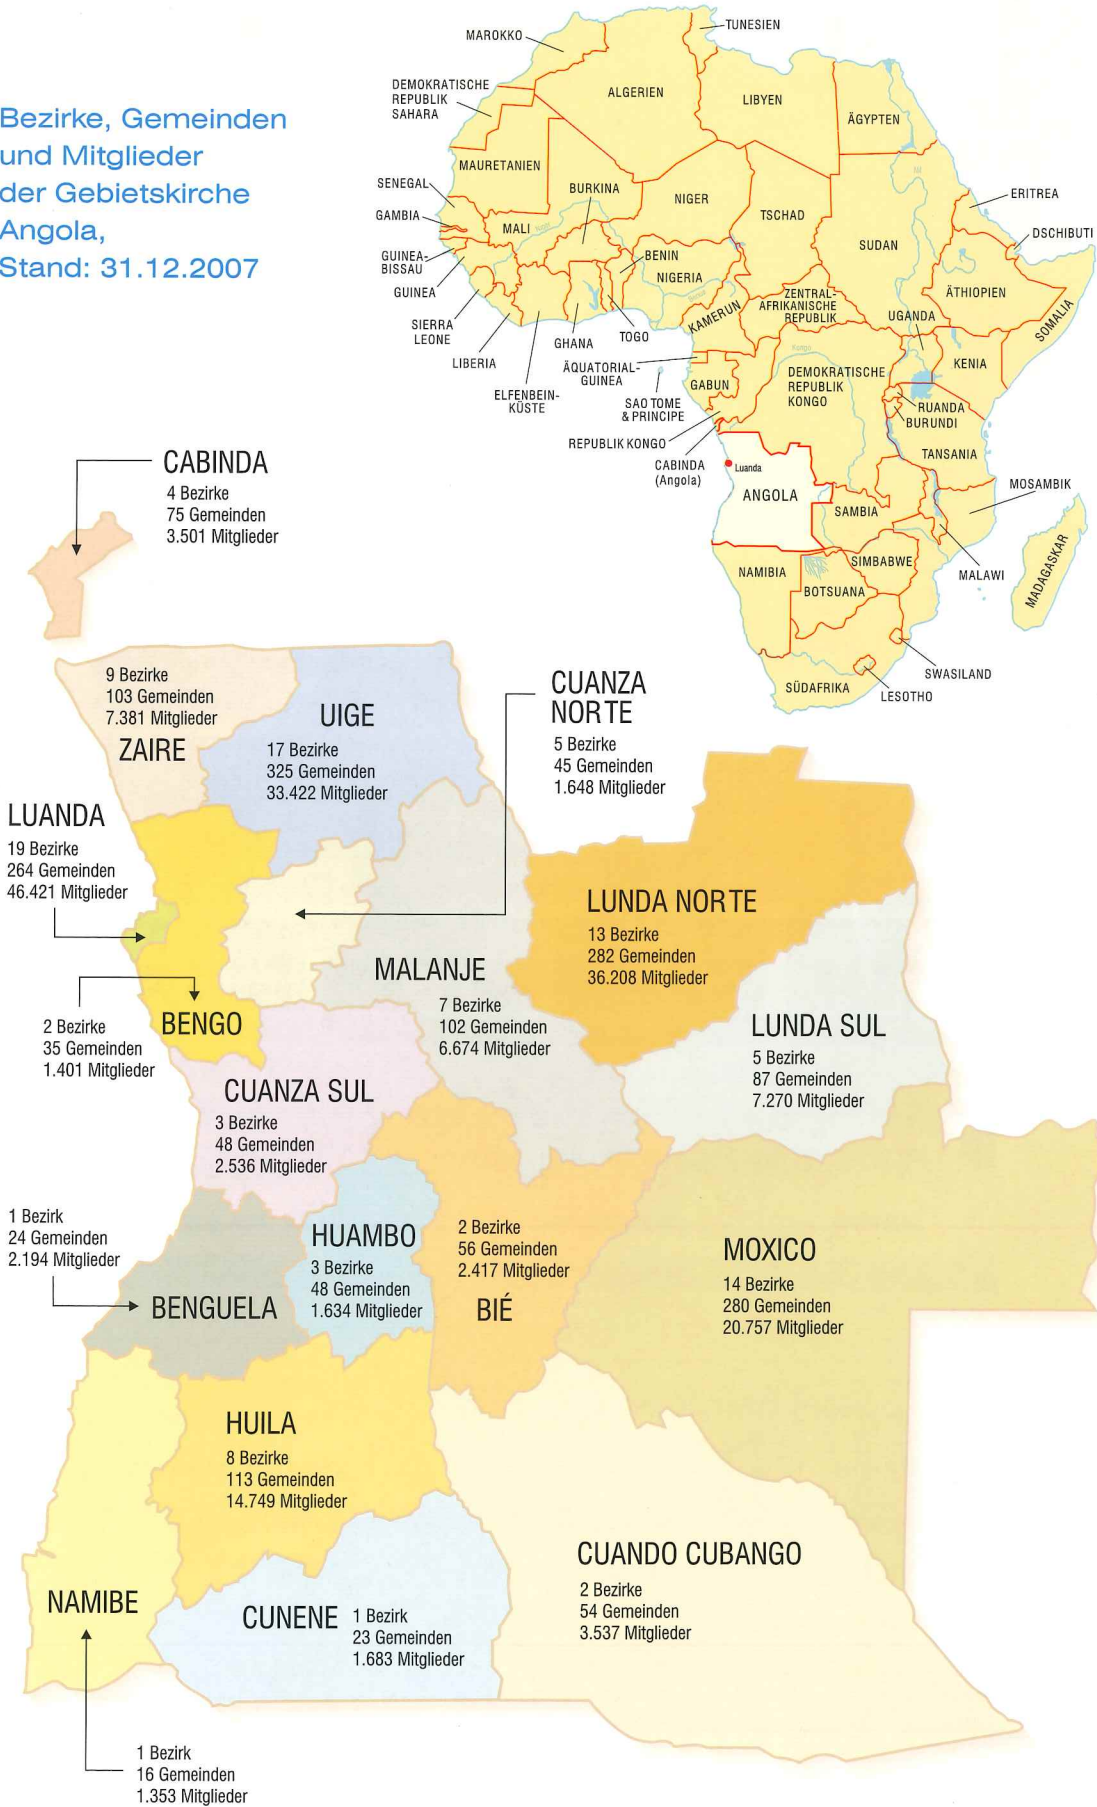 Bezirke, Gemeinden
und Mitglieder
der Gebietskirche
Angola,
Stand: 31.12.2007
MAROKKO
TUNESIEN
DEMOKRATISCHE
REPUBLIK
SAHARA
ALGERIEN
LIBYEN
ÄGYPTEN
MAURETANIEN
SENEGAL
BURKINA
NIGER
TSCHAD
ERITREA
GAMBIA
MALI
SUDAN
DSCHIBUTI
GUINEA-
BISSAU
BENIN
NIGERIA
GUINEA
ZENTRAL-
AFRIKANISCHE
REPUBLIK
ÄTHIOPIEN
SOMALIA
KAMERUN
UGANDA
SIERRA
LEONE
GHANA
TOGO
LIBERIA
ÄQUATORIAL-
GUINEA
GABUN
Kongo
DEMOKRATISCHE
REPUBLIK
KONGO
KENIA
ELFENBEIN-
KÜSTE
SAO TOME
& PRINCIPE
RUANDA
BURUNDI
REPUBLIK KONGO
TANSANIA
CABINDA
(Angola)
Luanda
ANGOLA
SAMBIA
MOSAMBIK
SIMBABWE
MALAWI
NAMIBIA
BOTSUANA
MADAGASKAR
SWASILAND
SÜDAFRIKA
LESOTHO
CABINDA
4 Bezirke
75 Gemeinden
3.501 Mitglieder
9 Bezirke
103 Gemeinden
7.381 Mitglieder
ZAIRE
UIGE
17 Bezirke
325 Gemeinden
33.422 Mitglieder
CUANZA
NORTE
5 Bezirke
45 Gemeinden
1.648 Mitglieder
LUANDA
19 Bezirke
264 Gemeinden
46.421 Mitglieder
LUNDA NORTE
13 Bezirke
282 Gemeinden
36.208 Mitglieder
MALANJE
7 Bezirke
102 Gemeinden
6.674 Mitglieder
BENGO
2 Bezirke
35 Gemeinden
1.401 Mitglieder
LUNDA SUL
5 Bezirke
87 Gemeinden
7.270 Mitglieder
CUANZA SUL
3 Bezirke
48 Gemeinden
2.536 Mitglieder
1 Bezirk
24 Gemeinden
2.194 Mitglieder
BENGUELA
HUAMBO
3 Bezirke
48 Gemeinden
1.634 Mitglieder
2 Bezirke
56 Gemeinden
2.417 Mitglieder
BIÉ
MOXICO
14 Bezirke
280 Gemeinden
20.757 Mitglieder
HUILA
8 Bezirke
113 Gemeinden
14.749 Mitglieder
CUANDO CUBANGO
2 Bezirke
54 Gemeinden
3.537 Mitglieder
NAMIBE
CUNENE
1 Bezirk
23 Gemeinden
1.683 Mitglieder
1 Bezirk
16 Gemeinden
1.353 Mitglieder